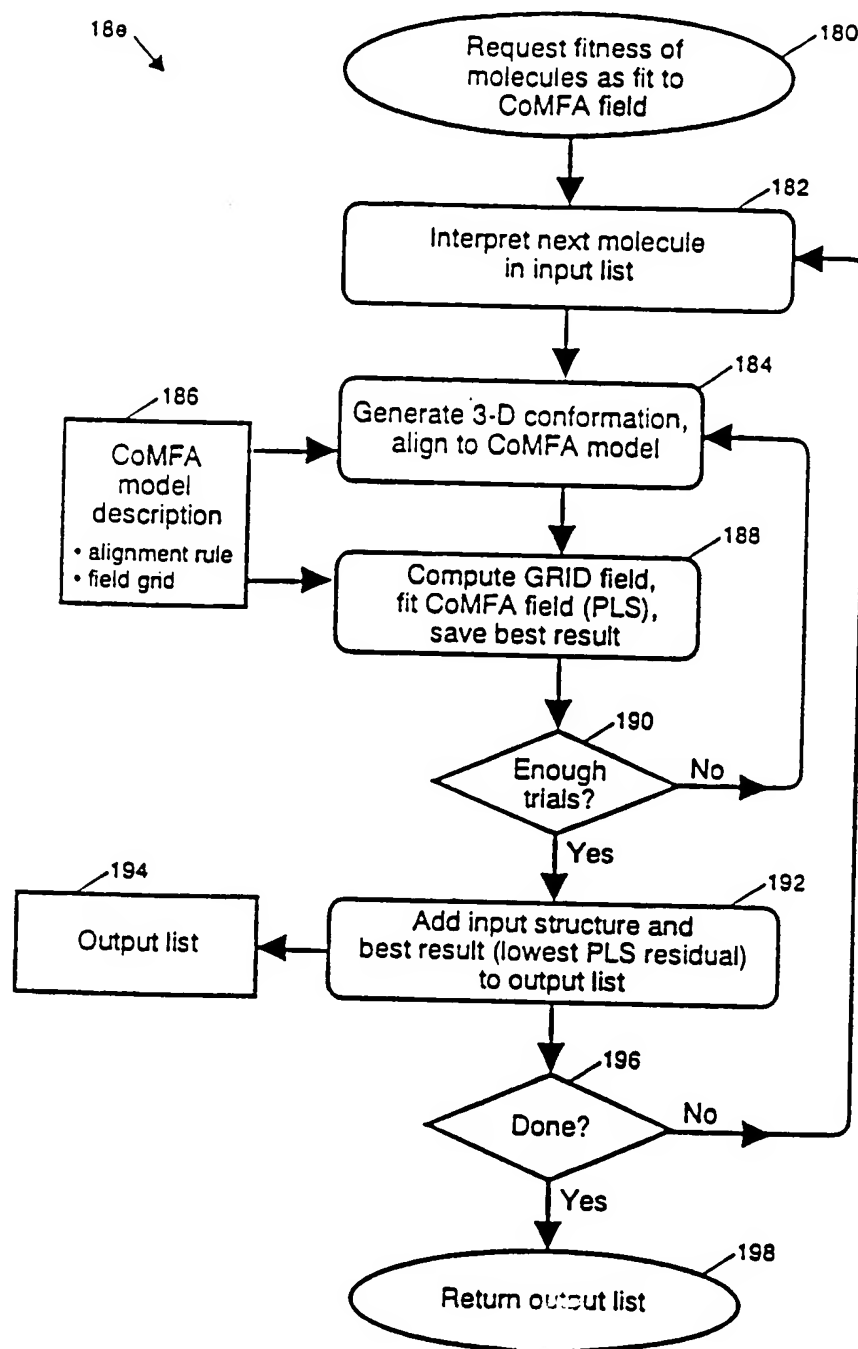 18e
180
Request fitness of
molecules as fit to
CoMFA field
182
Interpret next molecule
in input list
184
Generate 3-D conformation,
align to CoMFA model
186
CoMFA
model
description
• alignment rule
• field grid
188
Compute GRID field,
fit CoMFA field (PLS),
save best result
190
Enough
trials?
No
Yes
192
Add input structure and
best result (lowest PLS residual)
to output list
194
Output list
196
Done?
No
Yes
198
Return output list